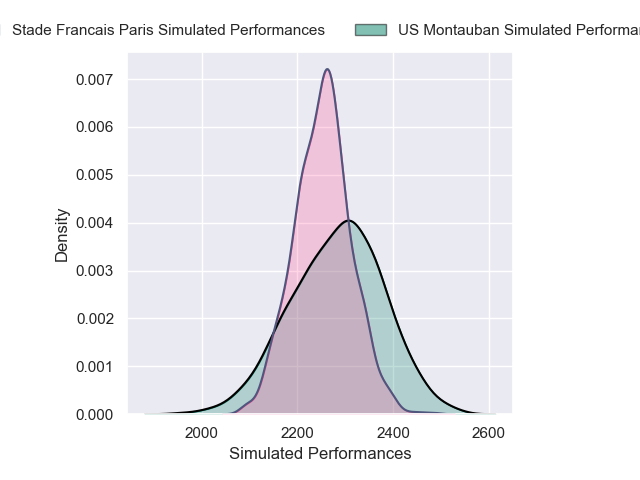 Stade Francais Paris Simulated Performances US Montauban Simulated Performa
0.007
0.006
0.005
0.004
0.003
0.002
0.001
0.000
Density
2000 2200 2400 2600
Simulated Performances